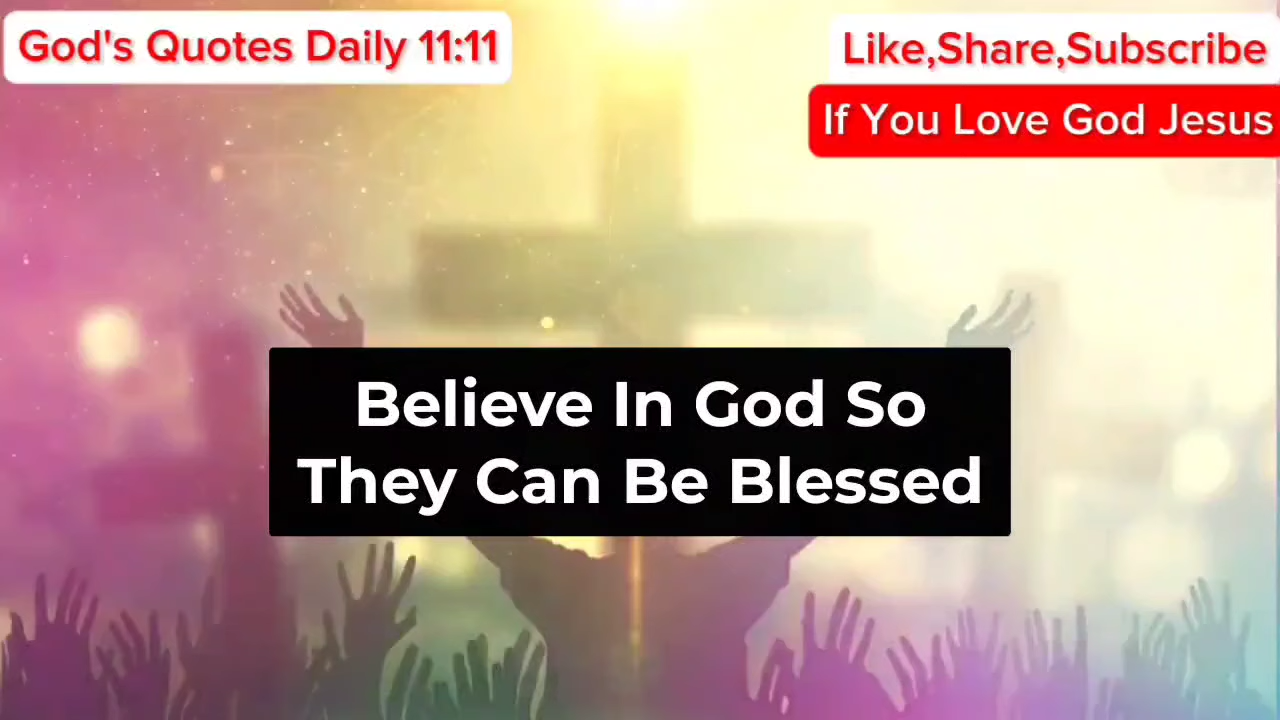 God's Quotes Daily 11:11
Like,Share,Subscribe
If You Love God Jesus
Believe In God So
They Can Be Blessed